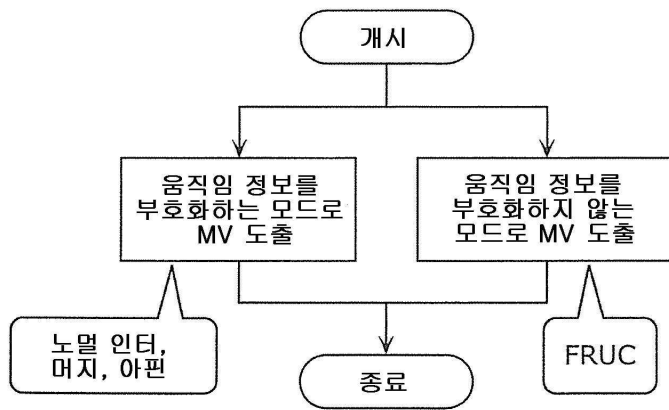 개시
움직임 정보를
부호화하는 모드로
MV 도출
움직임 정보를
부호화하지 않는
모드로 MV 도출
노멀 인터,
머지, 아핀
FRUC
종료